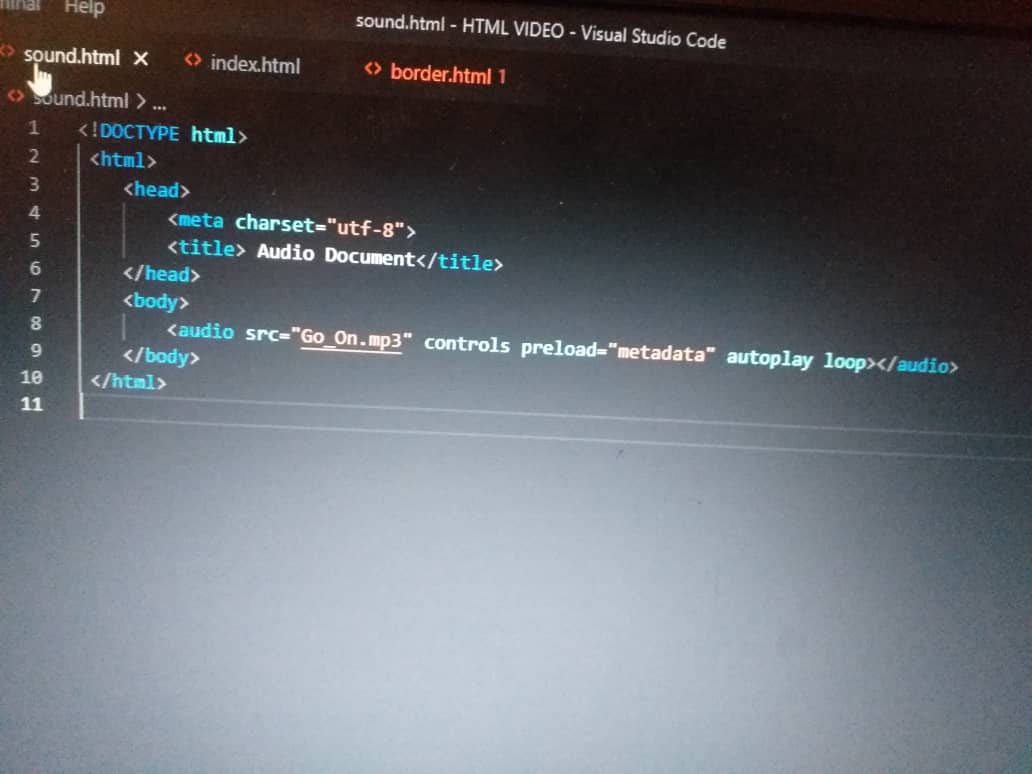 Help
sound.html - HTML VIDEO - Visual Studio Code
sound.html index.html border.html 1
sound.html > ...
1 <!DOCTYPE html>
2 <html>
3 <head>
4 <meta charset="utf-8">
5 <title> Audio Document</title>
6 </head>
7 <body>
8 <audio src="Go_On.mp3" controls preload="metadata" autoplay loop></audio>
9 </body>
10 </html>
11